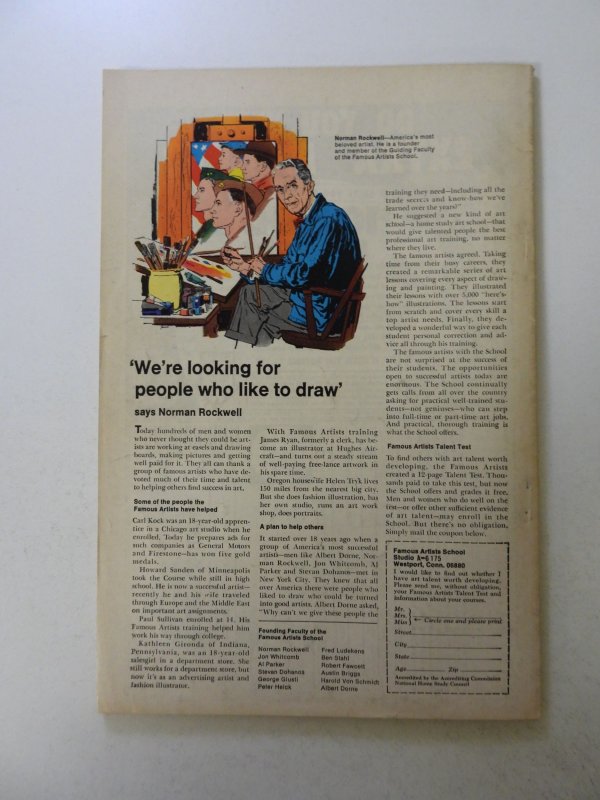 Norman Rockwell—America's most
beloved artist. He is a founder
and member of the Guiding Faculty
of the Famous Artists School.
'We're looking for
people who like to draw'
says Norman Rockwell
Today hundreds of men and women
who never thought they could be art-
ists are working at easels and drawing
boards, making pictures and getting
well paid for it. They all can thank a
group of famous artists who have de-
voted much of their time and talent
to helping others find success in art.
Some of the people the
Famous Artists have helped
Carl Kock was an 18-year-old appren-
tice in a Chicago art studio when he
enrolled. Today he prepares ads for
such companies as General Motors
and Firestone—has won five gold
medals.
Howard Sanden of Minneapolis
took the Course while still in high
school. He is now a successful artist—
recently he and his wife traveled
through Europe and the Middle East
on important art assignments.
Paul Sullivan enrolled at 14. His
Famous Artists training helped him
work his way through college.
Kathleen Gironda of Indiana,
Pennsylvania, was an 18-year-old
salesgirl in a department store. She
still works for a department store, but
now it's as an advertising artist and
fashion illustrator.
With Famous Artists training
James Ryan, formerly a clerk, has be-
come an illustrator at Hughes Air-
craft—and turns out a steady stream
of well-paying free-lance artwork in
his spare time.
Oregon housewife Helen Tryk lives
150 miles from the nearest big city.
But she does fashion illustration, has
her own studio, runs an art work
shop, does portraits.
A plan to help others
It started over 18 years ago when a
group of America's most successful
artists—men like Albert Dorne, Nor-
man Rockwell, Jon Whitcomb, Al
Parker and Stevan Dohanos—met in
New York City. They knew that all
over America there were people who
liked to draw who could be turned
into good artists. Albert Dorne asked,
"Why can't we give these people the
Founding Faculty of the
Famous Artists School
Norman Rockwell
Jon Whitcomb
Al Parker
Stevan Dohanos
George Giusti
Peter Helck
Fred Ludekens
Ben Stahl
Robert Fawcett
Austin Briggs
Harold Von Schmidt
Albert Dorne
training they need—including all the
trade secrets and know-how we've
learned over the years?"
He suggested a new kind of art
school—a home study art school—that
would give talented people the best
professional art training, no matter
where they live.
The famous artists agreed. Taking
time from their busy careers, they
created a remarkable series of art
lessons covering every aspect of draw-
ing and painting. They illustrated
their lessons with over 5,000 "here's-
how" illustrations. The lessons start
from scratch and cover every skill a
top artist needs. Finally, they de-
veloped a wonderful way to give each
student personal correction and ad-
vice all through his training.
The famous artists with the School
are not surprised at the success of
their students. The opportunities
open to successful artists today are
enormous. The School continually
gets calls from all over the country
asking for practical well-trained stu-
dents—not geniuses—who can step
into full-time or part-time art jobs.
And practical, thorough training is
what the School offers.
Famous Artists Talent Test
To find others with art talent worth
developing, the Famous Artists
created a 12-page Talent Test. Thou-
sands paid to take this test, but now
the School offers and grades it free.
Men and women who do well on the
test—or offer other sufficient evidence
of art talent—may enroll in the
School. But there's no obligation.
Simply mail the coupon below.
Famous Artists School
Studio A-6175
Westport, Conn. 06880
I would like to find out whether I
have art talent worth developing.
Please send me, without obligation,
your Famous Artists Talent Test and
information about your courses.
Mr.
Mrs.
Miss
Circle one and please print
Street
City
State
Age Zip
Accredited by the Accrediting Commission
National Home Study Council